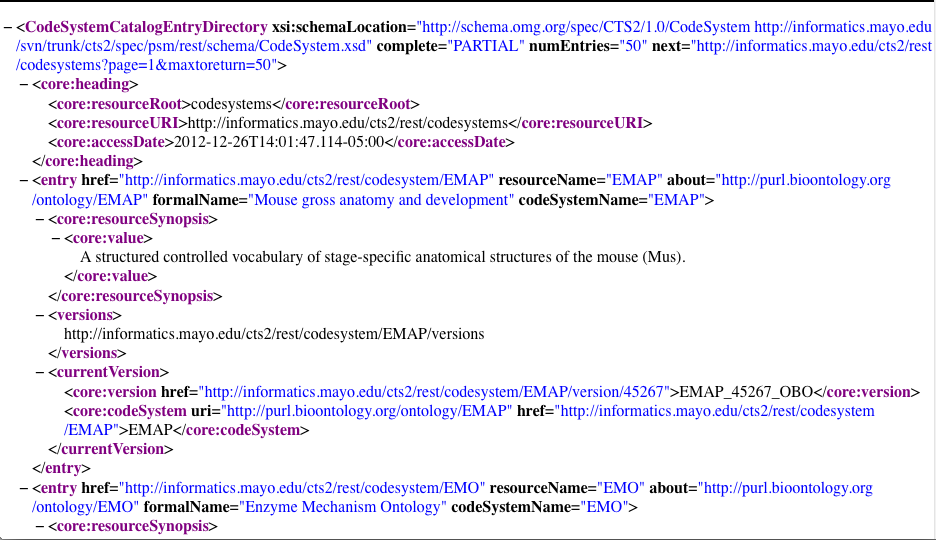 – <CodeSystemCatalogEntryDirectory xsi:schemaLocation="http://schema.omg.org/spec/CTS2/1.0/CodeSystem http://informatics.mayo.edu
/svn/trunk/cts2/spec/psm/rest/schema/CodeSystem.xsd" complete="PARTIAL" numEntries="50" next="http://informatics.mayo.edu/cts2/rest
/codesystems?page=1&maxtoreturn=50">
– <core:heading>
<core:resourceRoot>codesystems</core:resourceRoot>
<core:resourceURI>http://informatics.mayo.edu/cts2/rest/codesystems</core:resourceURI>
<core:accessDate>2012-12-26T14:01:47.114-05:00</core:accessDate>
</core:heading>
– <entry href="http://informatics.mayo.edu/cts2/rest/codesystem/EMAP" resourceName="EMAP" about="http://purl.bioontology.org
/ontology/EMAP" formalName="Mouse gross anatomy and development" codeSystemName="EMAP">
– <core:resourceSynopsis>
– <core:value>
A structured controlled vocabulary of stage-specific anatomical structures of the mouse (Mus).
</core:value>
</core:resourceSynopsis>
– <versions>
http://informatics.mayo.edu/cts2/rest/codesystem/EMAP/versions
</versions>
– <currentVersion>
<core:version href="http://informatics.mayo.edu/cts2/rest/codesystem/EMAP/version/45267">EMAP_45267_OBO</core:version>
<core:codeSystem uri="http://purl.bioontology.org/ontology/EMAP" href="http://informatics.mayo.edu/cts2/rest/codesystem
/EMAP">EMAP</core:codeSystem>
</currentVersion>
</entry>
– <entry href="http://informatics.mayo.edu/cts2/rest/codesystem/EMO" resourceName="EMO" about="http://purl.bioontology.org
/ontology/EMO" formalName="Enzyme Mechanism Ontology" codeSystemName="EMO">
– <core:resourceSynopsis>